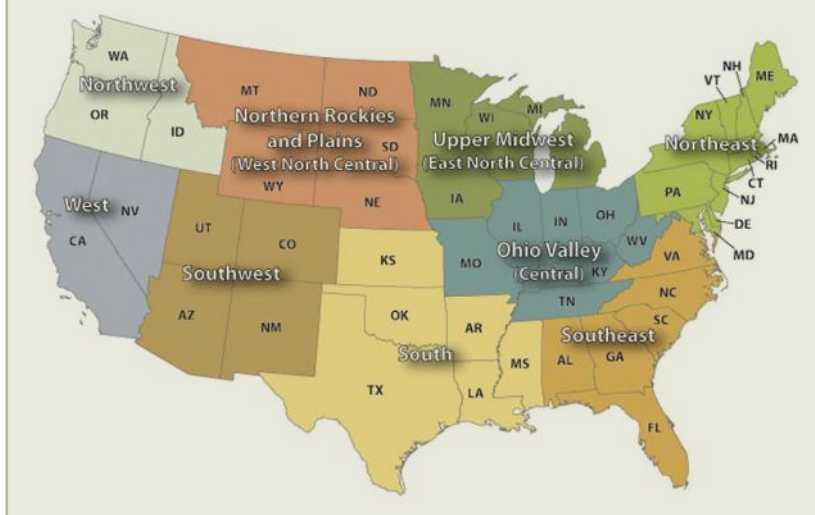 WA
Northwest
OR
ID
MT
ND
Northern Rockies
and Plains
(West North Central)
SD
WY
NE
MN
WI
MI
Upper Midwest
(East North Central)
IA
NH
VT
ME
NY
Northeast
MA
RI
CT
PA
NJ
DE
MD
West
NV
CA
UT
CO
Southwest
AZ
NM
IL
IN
OH
WV
Ohio Valley
(Central)
MO
KY
TN
KS
OK
AR
South
TX
LA
MS
VA
NC
SC
Southeast
AL
GA
FL